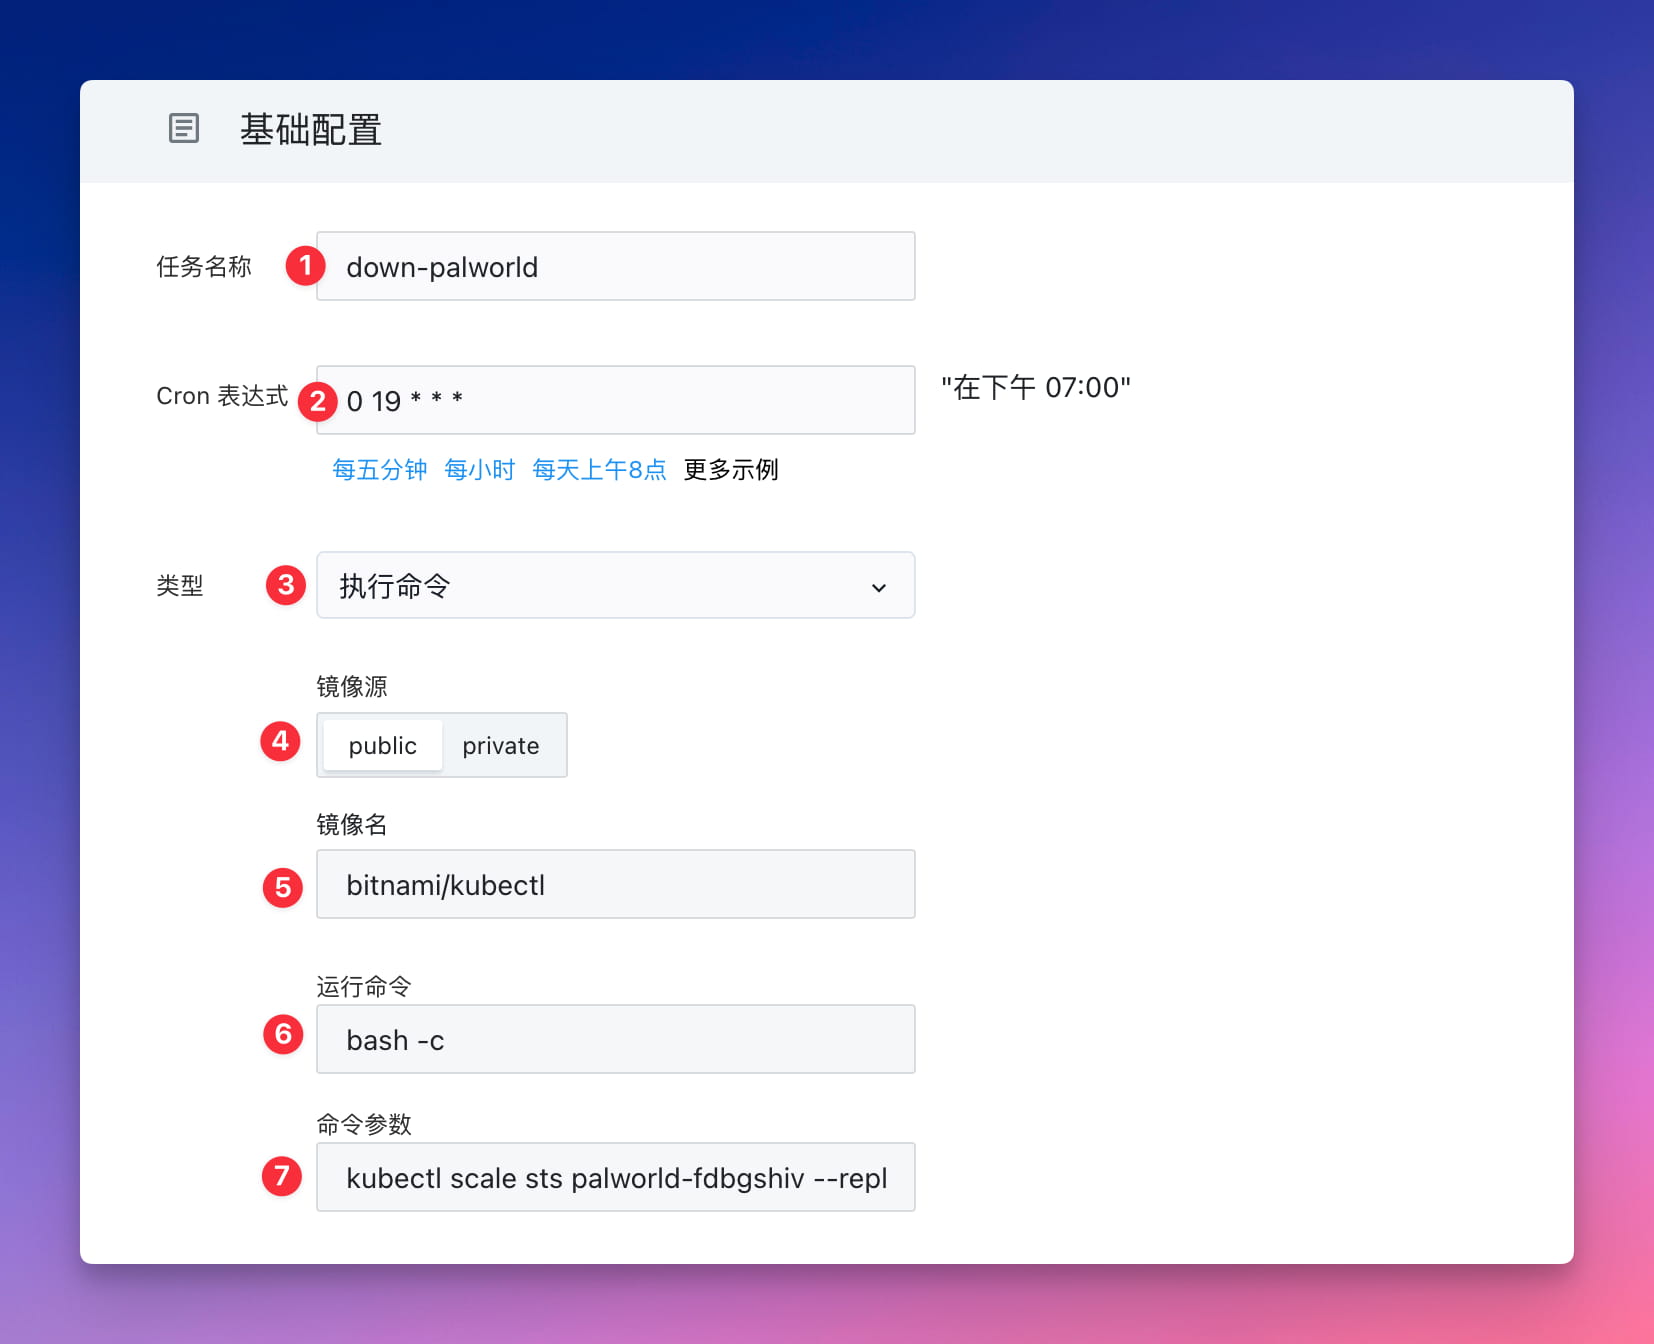 基础配置
任务名称 1 down-palworld
Cron 表达式 2 0 19 * * * "在下午 07:00"
每五分钟 每小时 每天上午8点 更多示例
类型 3 执行命令
镜像源
4 public private
镜像名
5 bitnami/kubectl
运行命令
6 bash -c
命令参数
7 kubectl scale sts palworld-fdbgshiv --repl